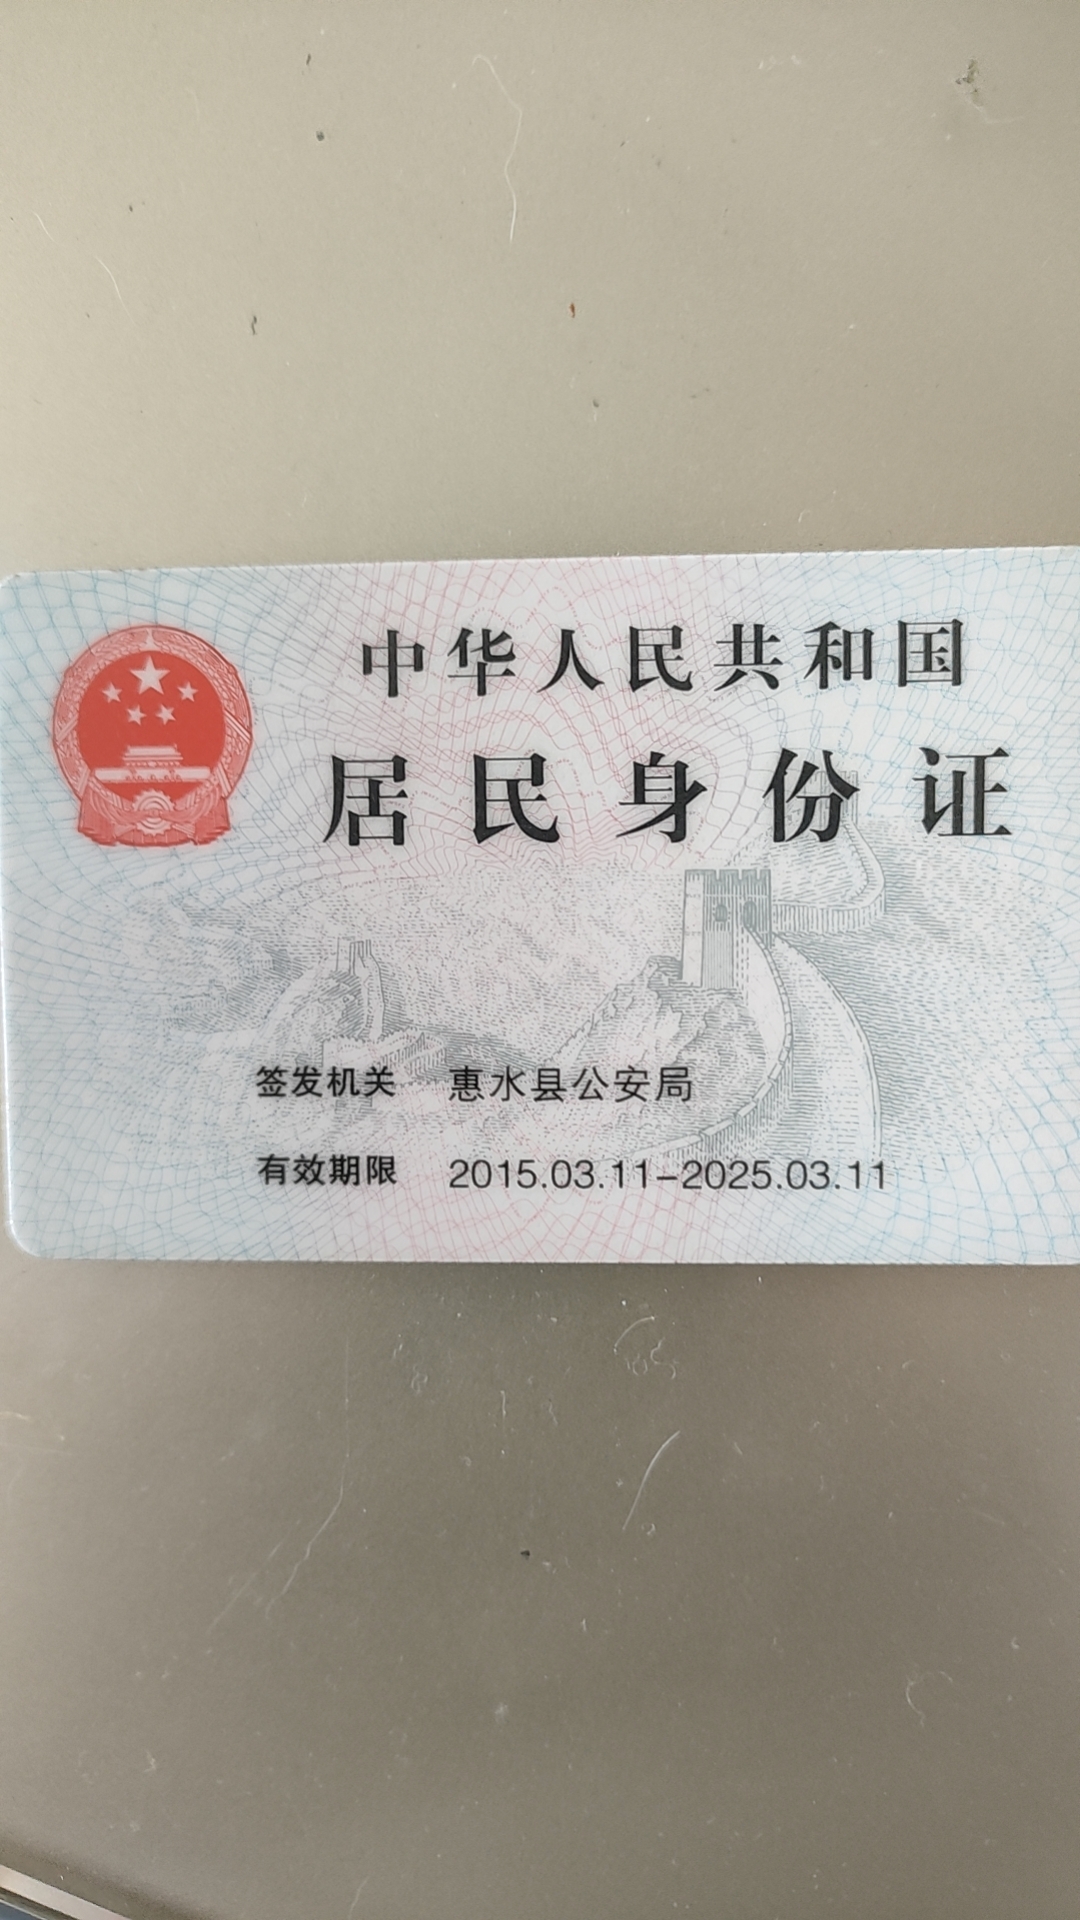 中华人民共和国
居民身份证
签发机关 惠水县公安局
有效期限 2015.03.11-2025.03.11